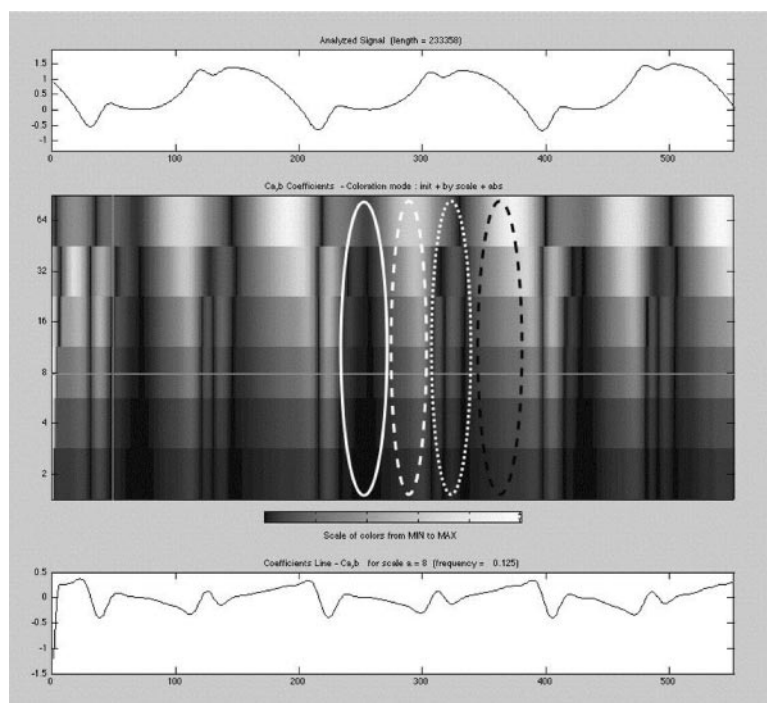 Analyzed Signal (length = 233358)
1.5
1
0.5
0
-0.5
-1
0 100 200 300 400 500
Ca,b Coefficients - Coloration mode : init + by scale + abs
64
32
16
8
4
2
Scale of colors from MIN to MAX
Coefficients Line - Ca,b for scale a = 8 (frequency = 0.125)
0.5
0
-0.5
-1
-1.5
0 100 200 300 400 500